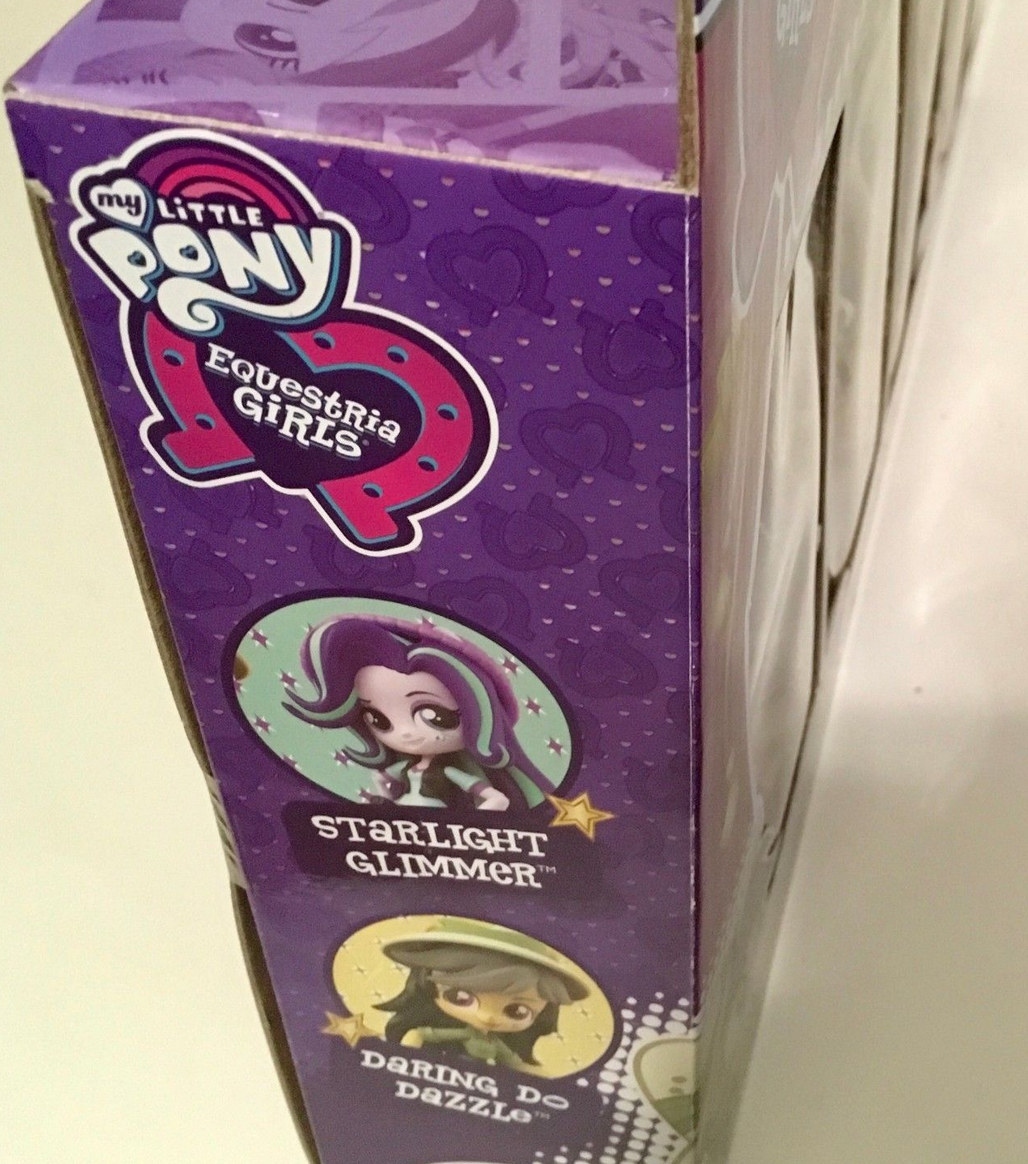 my LiTTLE
PONY
EQUestRia
GiRLS®
STaRLIGHT
GLIMMeR™
DaRING DO
DaZZLe™